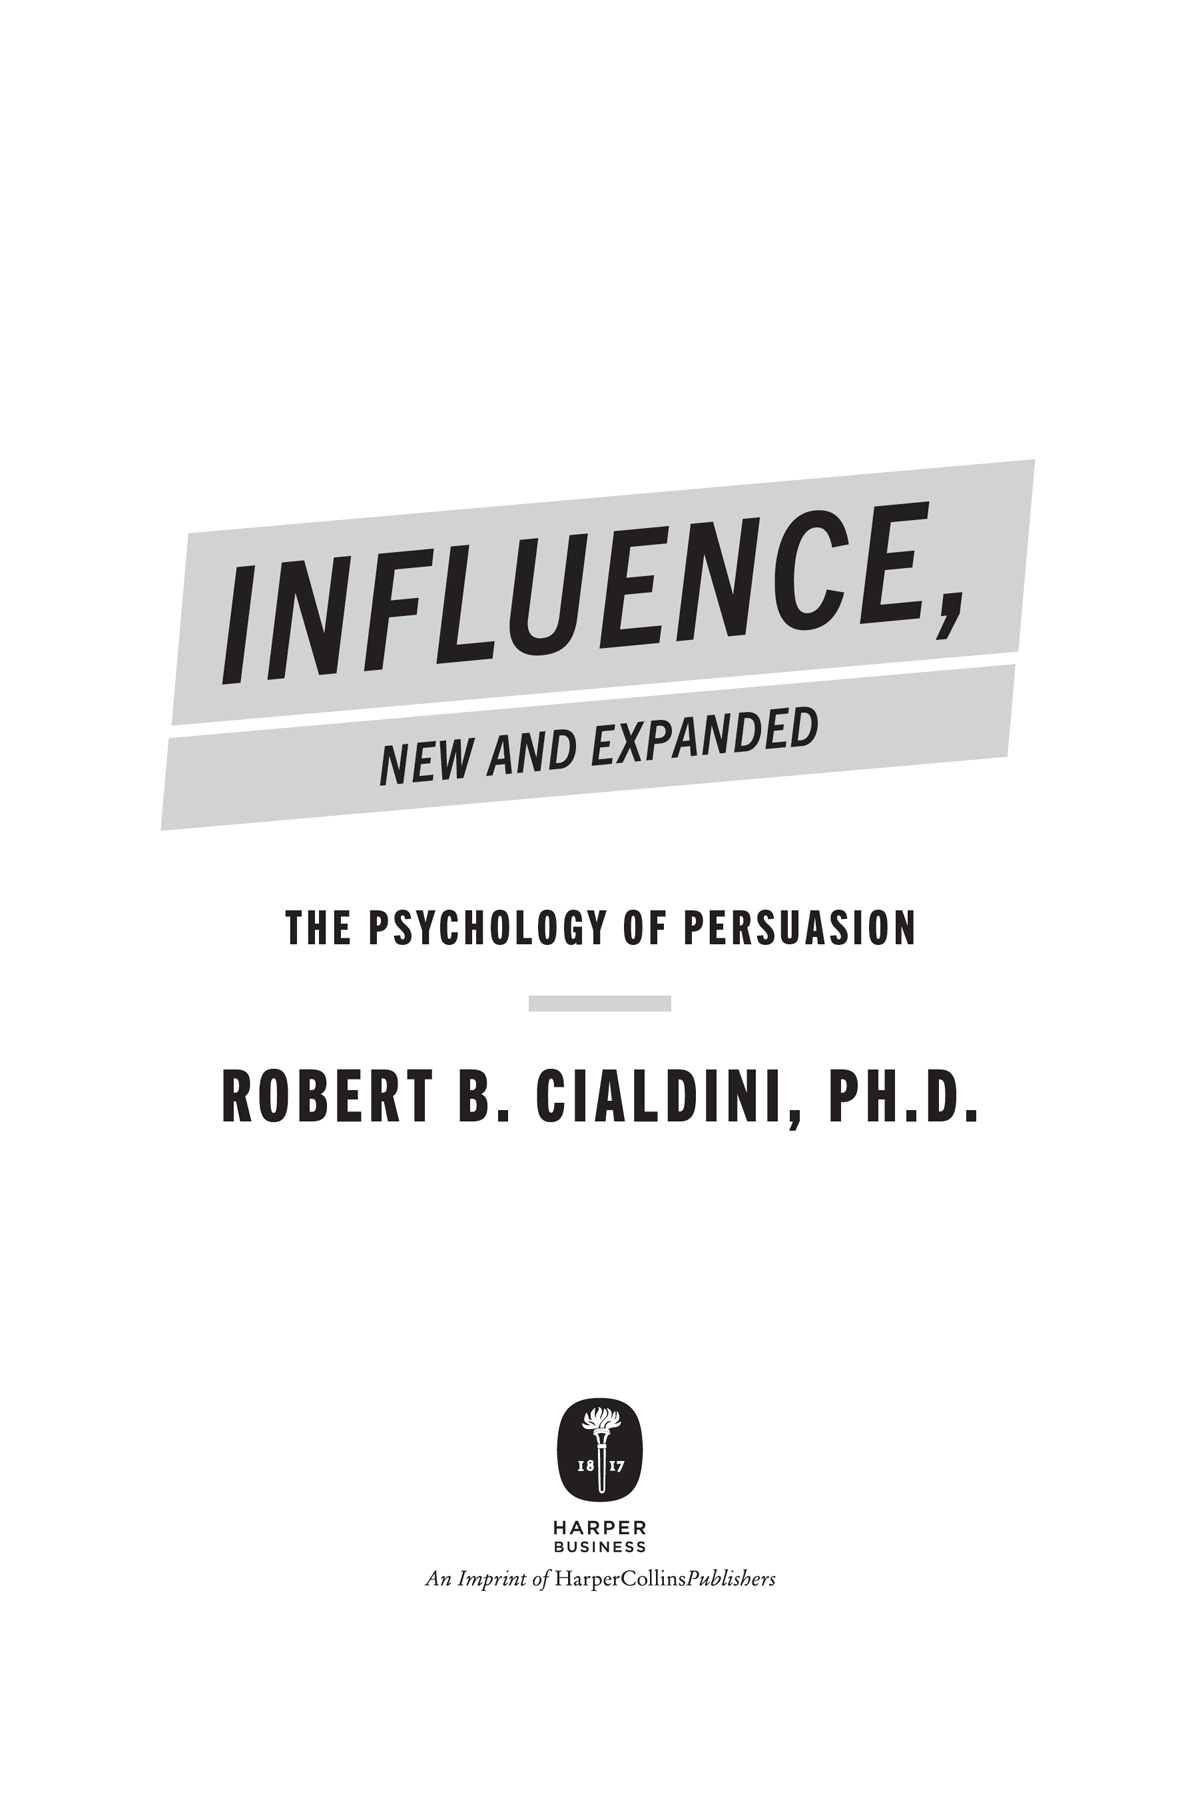 INFLUENCE,
NEW AND EXPANDED
THE PSYCHOLOGY OF PERSUASION
ROBERT B. CIALDINI, PH.D.
18 17
HARPER
BUSINESS
An Imprint of HarperCollinsPublishers